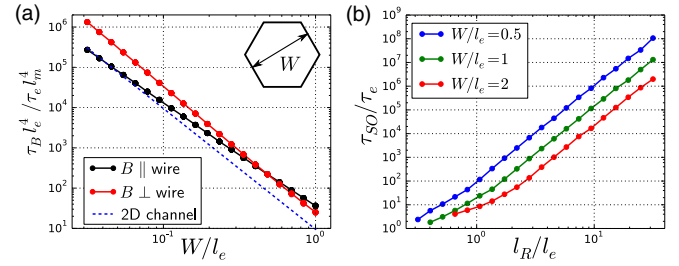 (a)
τ_B l_e^4 / τ_e l_m^4
10^6
10^5
10^4
10^3
10^2
10^1
W
B ∥ wire
B ⊥ wire
2D channel
10^-1
10^0
W/l_e
(b)
τ_SO/τ_e
10^9
10^8
10^7
10^6
10^5
10^4
10^3
10^2
10^1
10^0
W/l_e=0.5
W/l_e=1
W/l_e=2
10^0
10^1
l_R/l_e